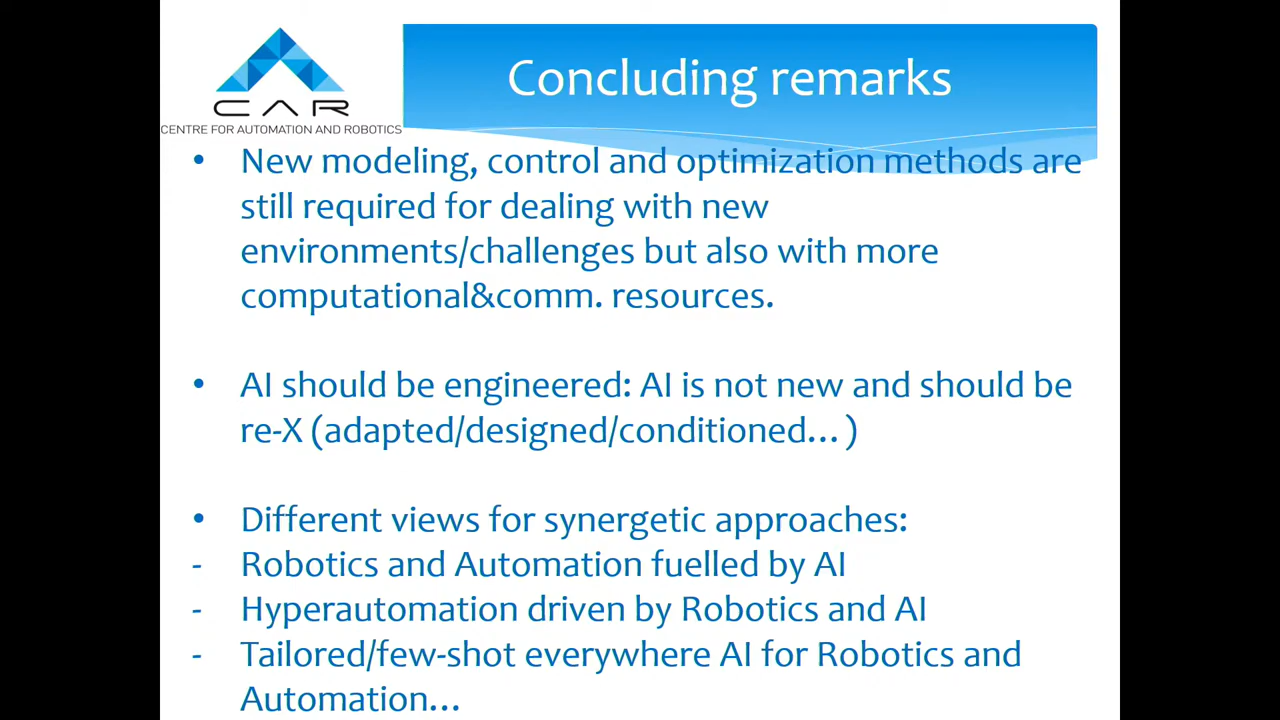 CAR
CENTRE FOR AUTOMATION AND ROBOTICS
Concluding remarks
• New modeling, control and optimization methods are
still required for dealing with new
environments/challenges but also with more
computational&comm. resources.
• AI should be engineered: AI is not new and should be
re-X (adapted/designed/conditioned… )
• Different views for synergetic approaches:
- Robotics and Automation fuelled by AI
- Hyperautomation driven by Robotics and AI
- Tailored/few-shot everywhere AI for Robotics and
Automation…